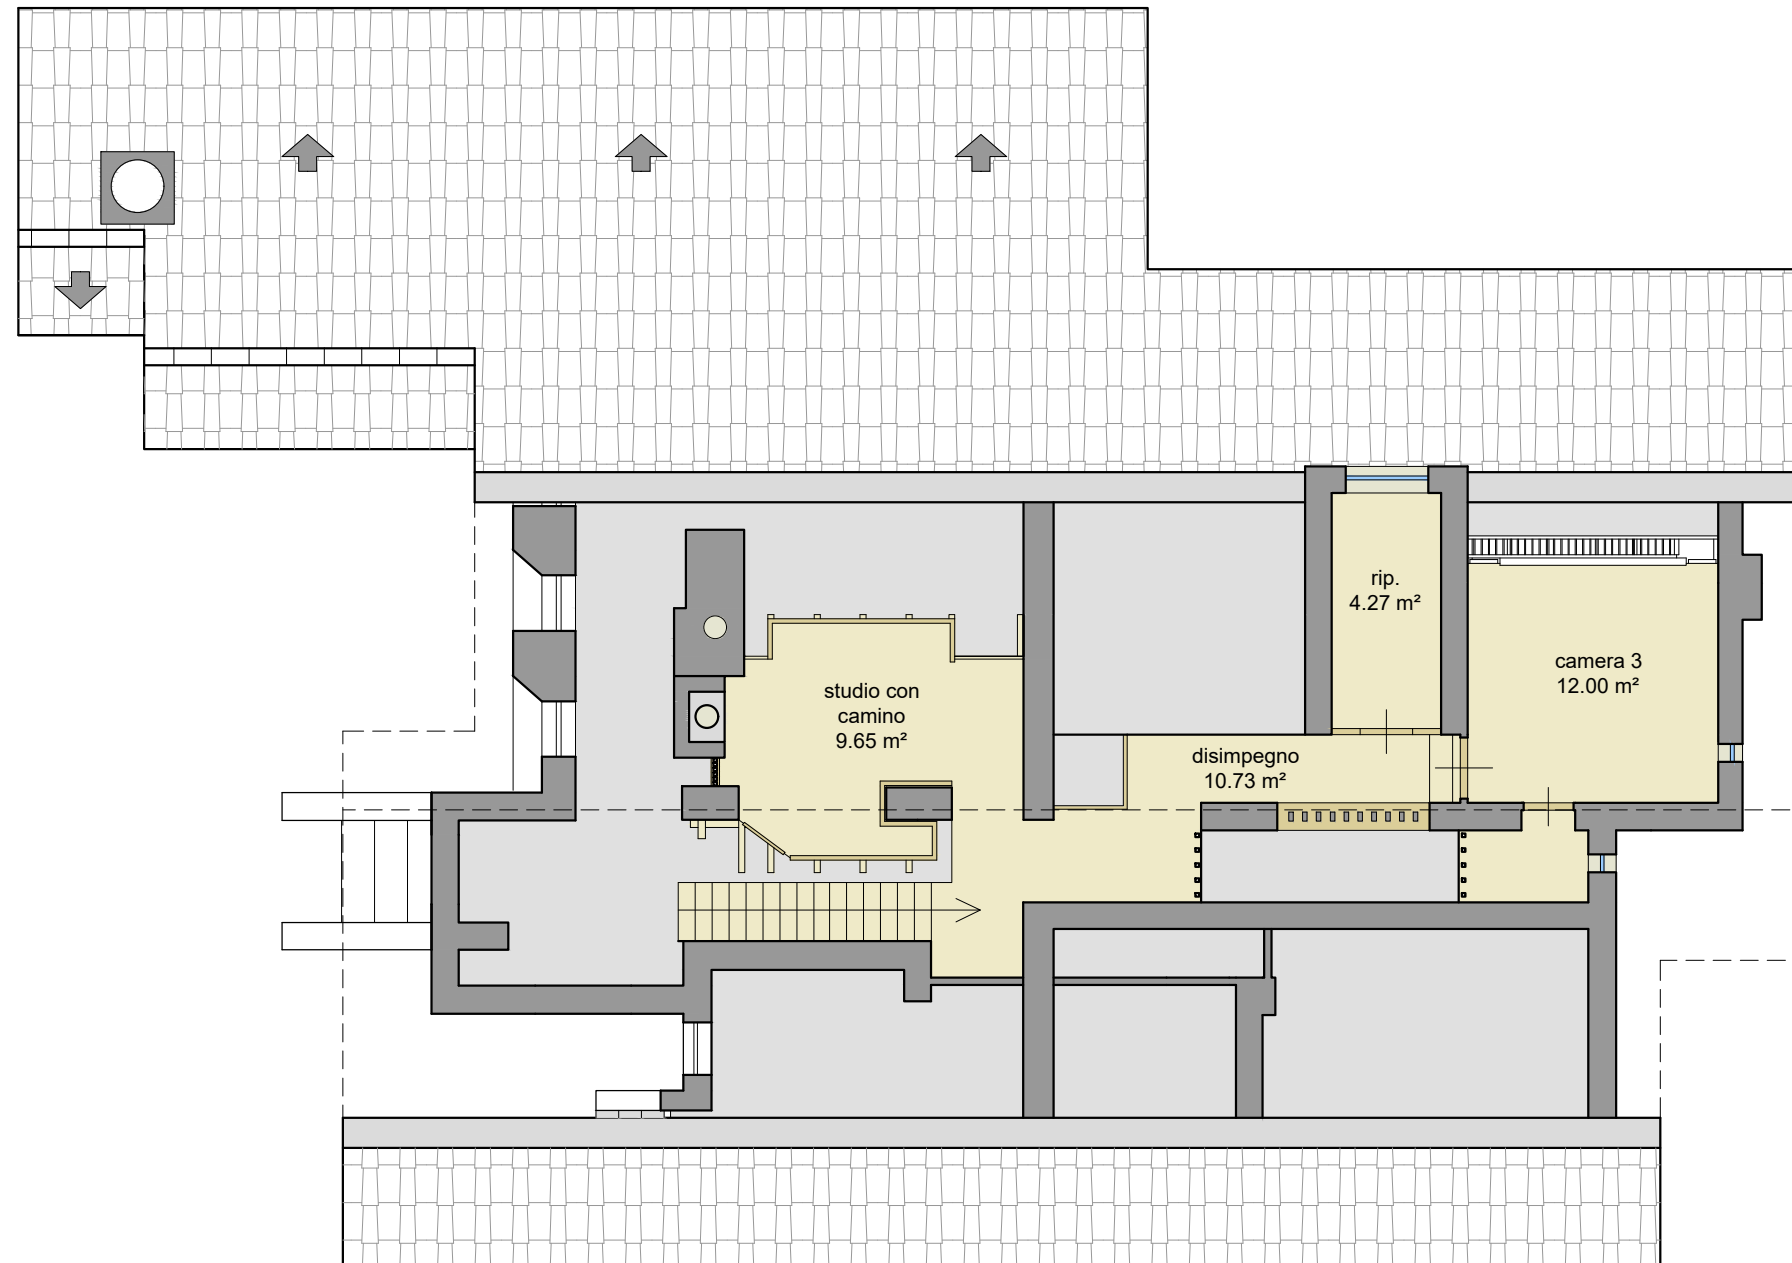 rip.
4.27 m²
camera 3
12.00 m²
studio con
camino
9.65 m²
disimpegno
10.73 m²